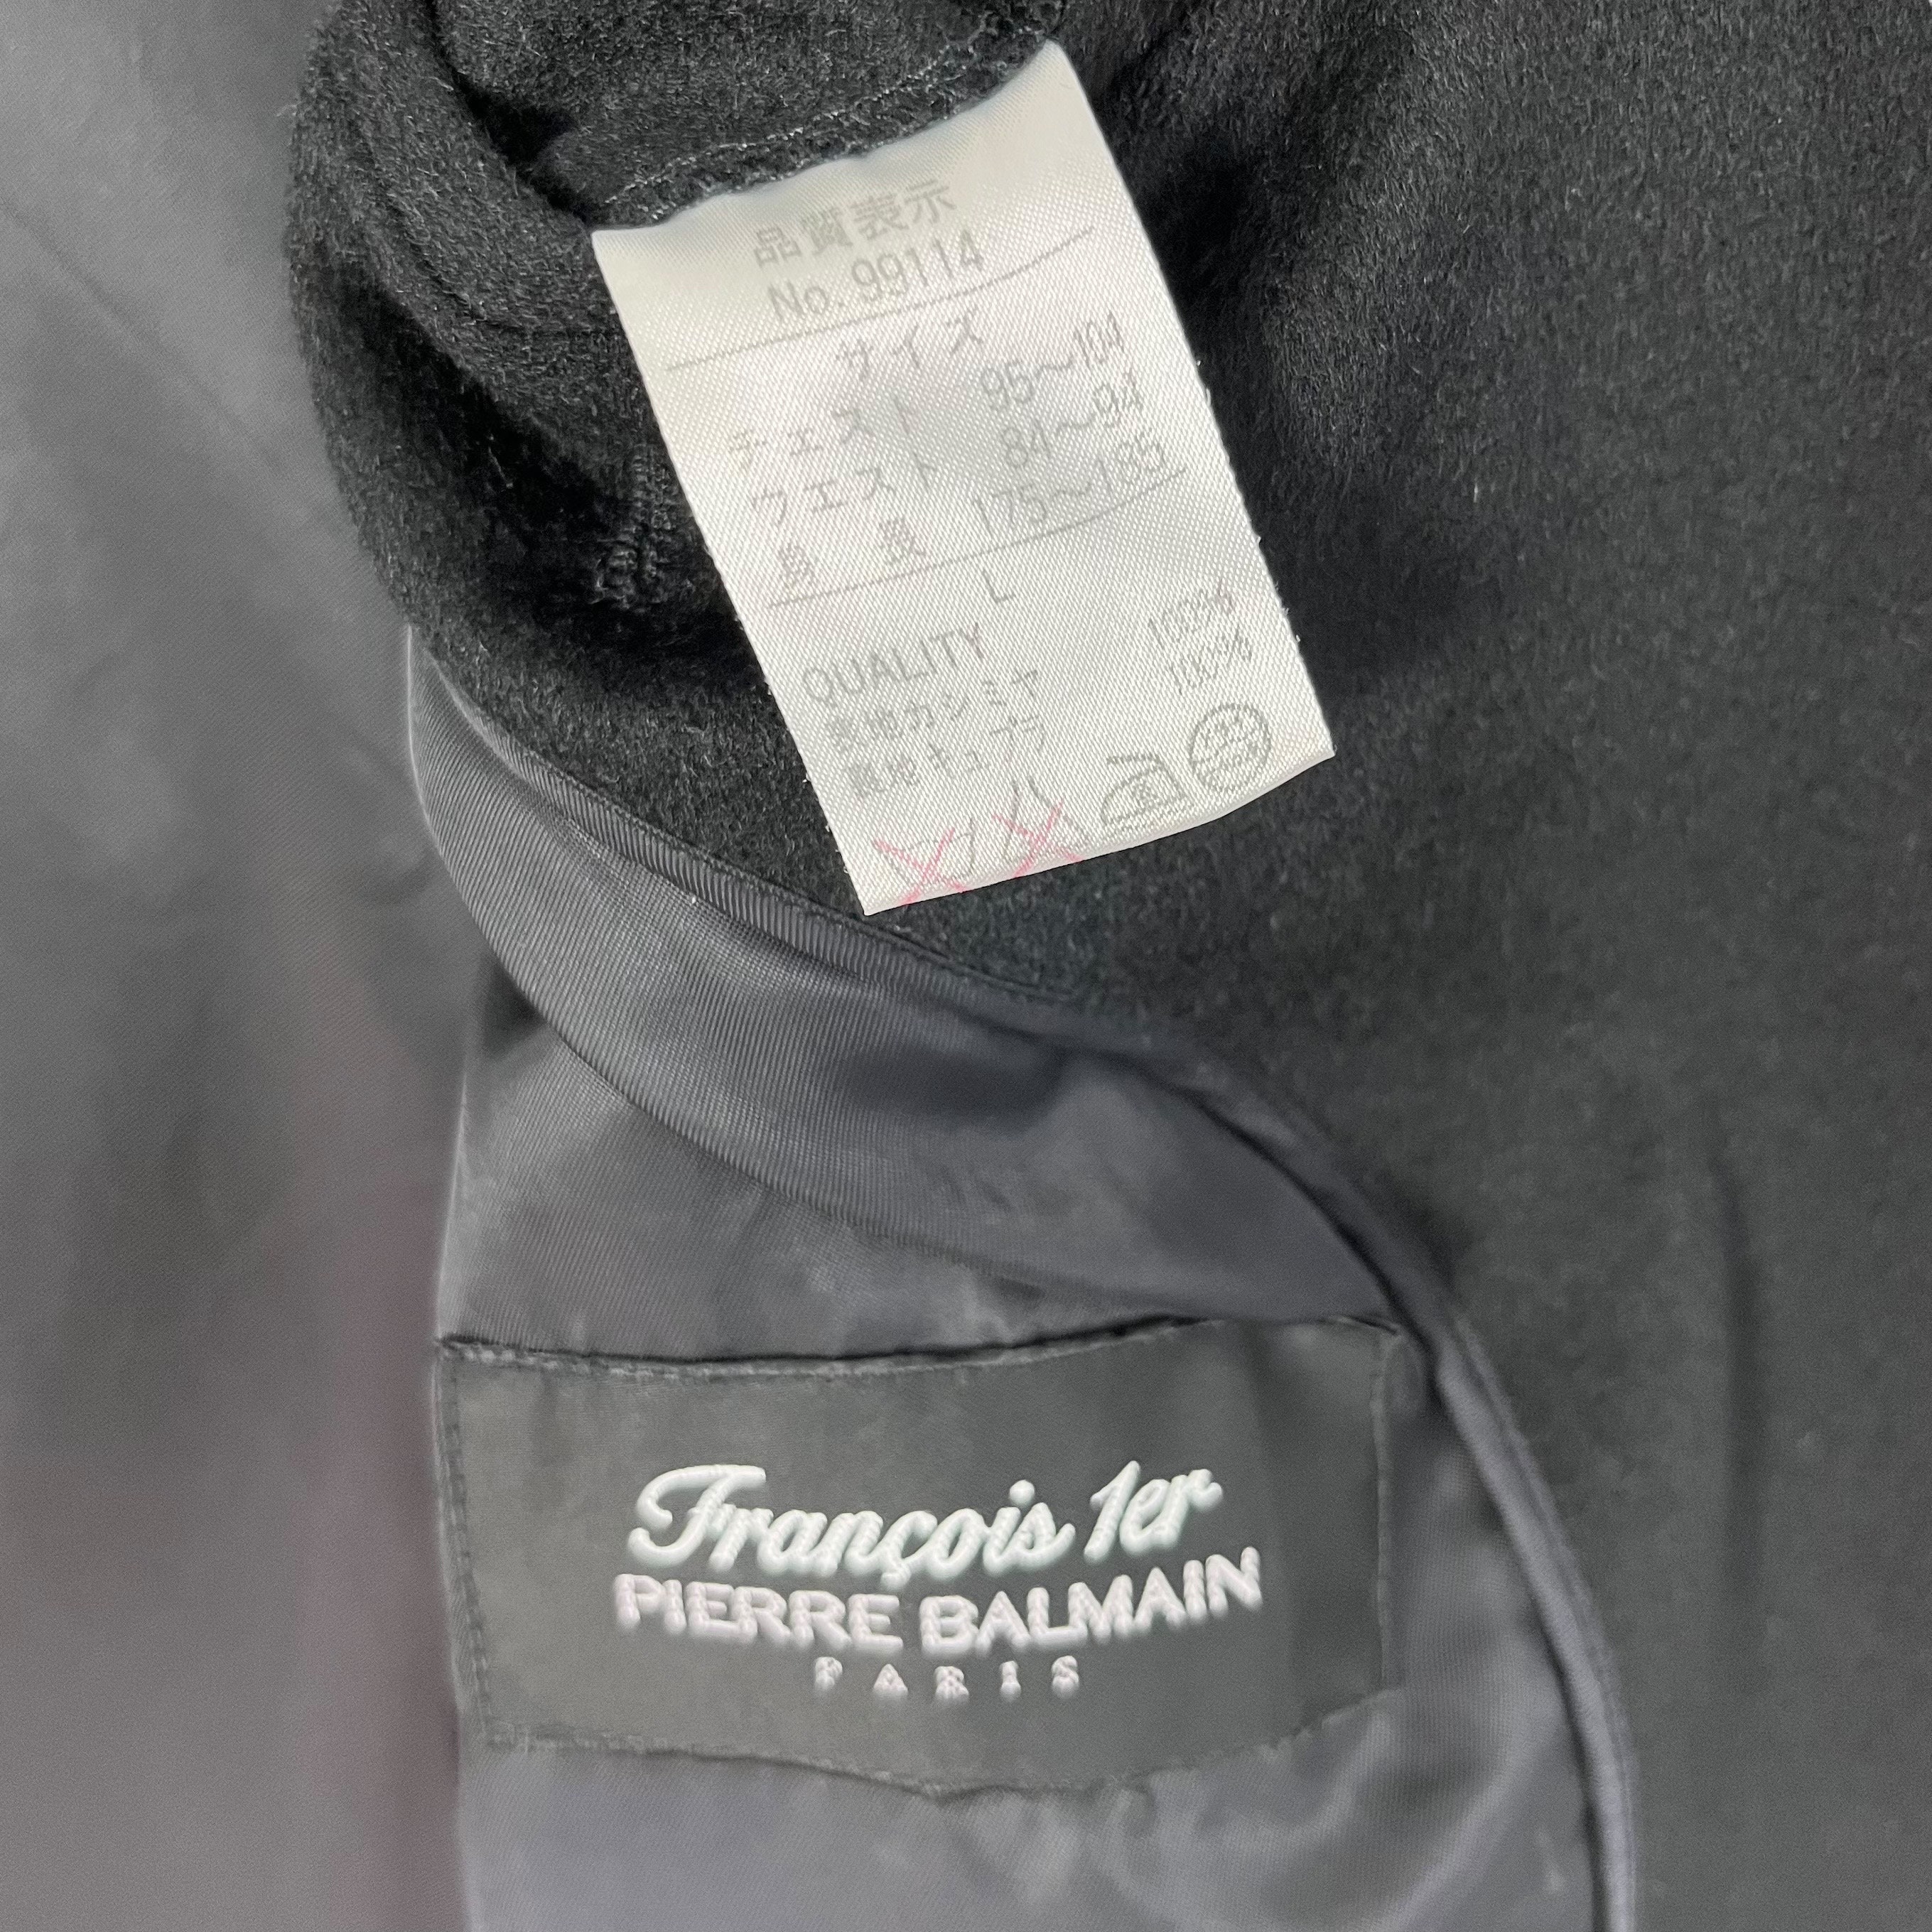 品質表示
No. 99114
サイズ
チェスト 95〜104
ウエスト 84〜94
身長 175〜185
L
QUALITY
表地カシミヤ 100%
裏地キュプラ 100%
François 1er
PIERRE BALMAIN
PARIS